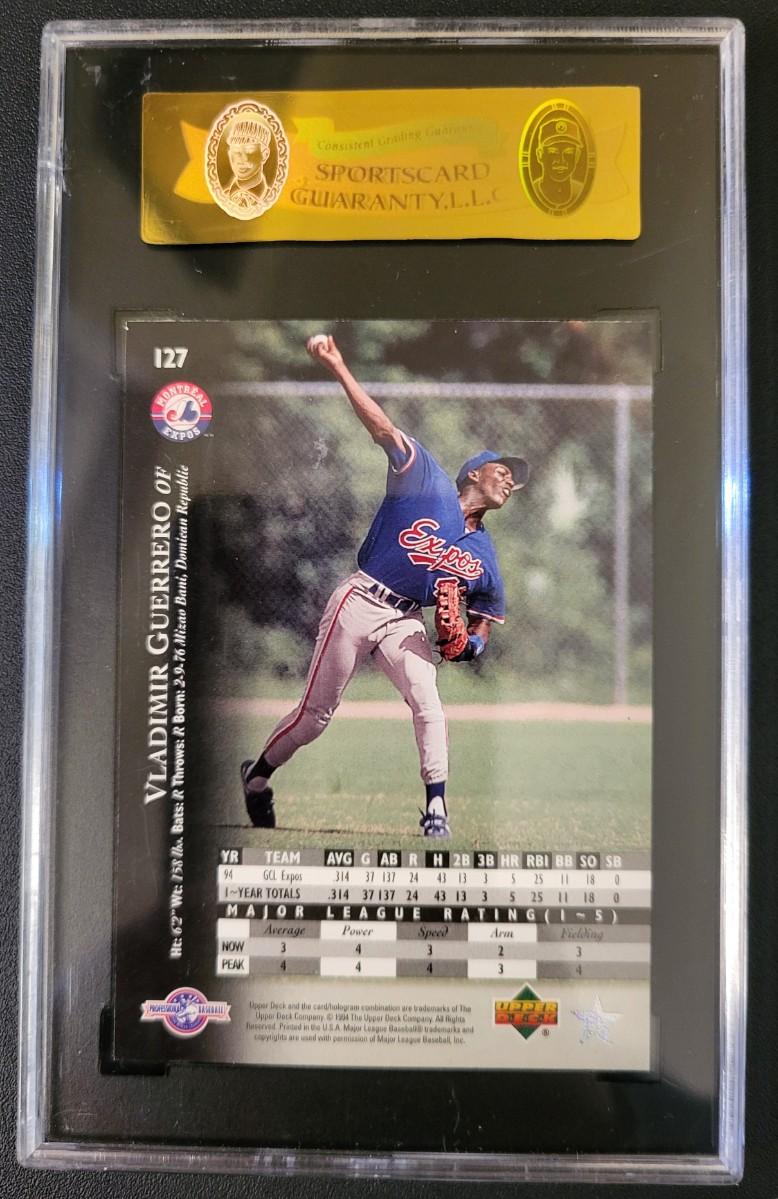 Consistent Grading Guaranty
SPORTSCARD
GUARANTY, L.L.C
127
MONTREAL
EXPOS
VLADIMIR GUERRERO OF
Ht: 6'2" Wt: 158 lbs. Bats: R Throws: R Born: 2-9-76 Mizao Bani, Domican Republic
Expos
YR TEAM AVG G AB R H 2B 3B HR RBI BB SO SB
94 GCL Expos .314 37 137 24 43 13 3 5 25 11 18 0
1~YEAR TOTALS .314 37 137 24 43 13 3 5 25 11 18 0
MAJOR LEAGUE RATING (1~5)
Average Power Speed Arm Fielding
NOW 3 4 3 2 3
PEAK 4 4 4 3 4
PROFESSIONAL BASEBALL
Upper Deck and the card/hologram combination are trademarks of The
Upper Deck Company. © 1994 The Upper Deck Company. All Rights
Reserved. Printed in the U.S.A. Major League Baseball® trademarks and
copyrights are used with permission of Major League Baseball, Inc.
UPPER
DECK
®